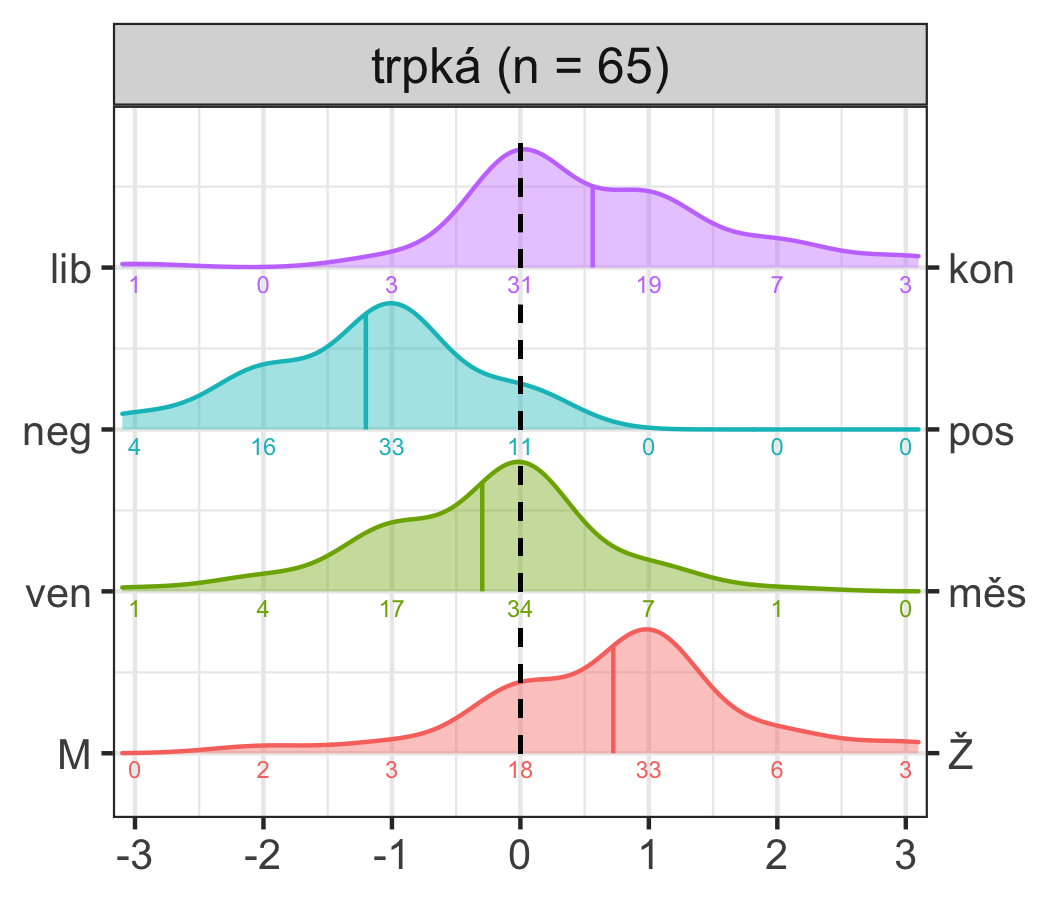 trpká (n = 65)
lib kon
1 0 3 31 19 7 3
neg pos
4 16 33 11 0 0 0
ven měs
1 4 17 34 7 1 0
M Ž
0 2 3 18 33 6 3
-3 -2 -1 0 1 2 3